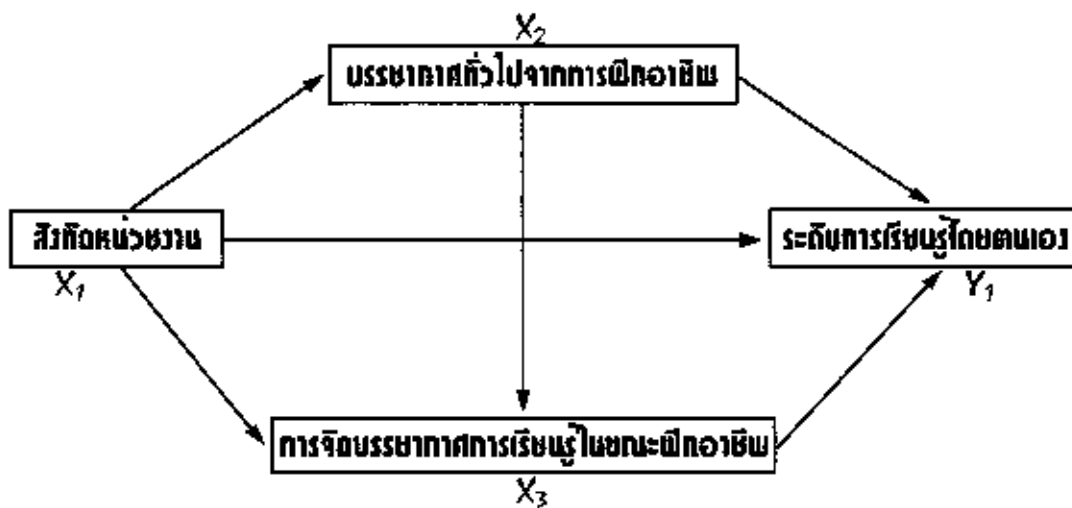 X₂
บรรยากาศทั่วไปจากการฝึกอาชีพ
สังกัดหน่วยงาน
X₁
ระดับการเรียนรู้โดยตนเอง
Y₁
การจัดบรรยากาศการเรียนรู้ในขณะฝึกอาชีพ
X₃